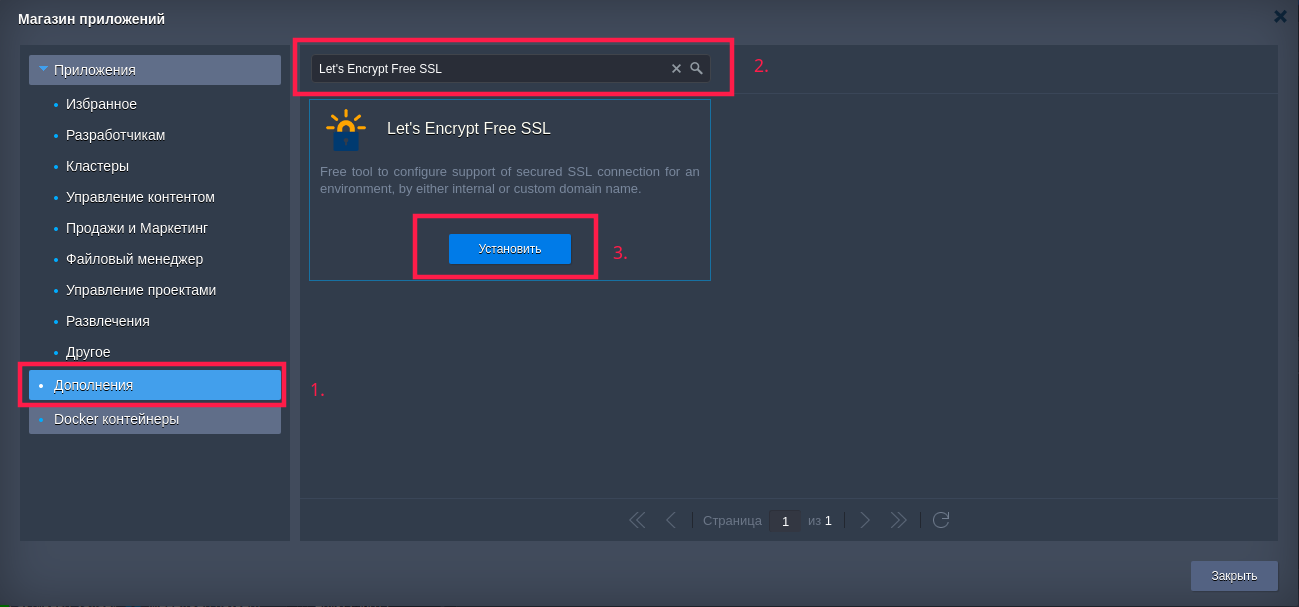 Магазин приложений
Приложения
Избранное
Разработчикам
Кластеры
Управление контентом
Продажи и Маркетинг
Файловый менеджер
Управление проектами
Развлечения
Другое
Дополнения
1.
Docker контейнеры
Let's Encrypt Free SSL
2.
Let's Encrypt Free SSL
Free tool to configure support of secured SSL connection for an
environment, by either internal or custom domain name.
Установить
3.
Страница 1 из 1
Закрыть